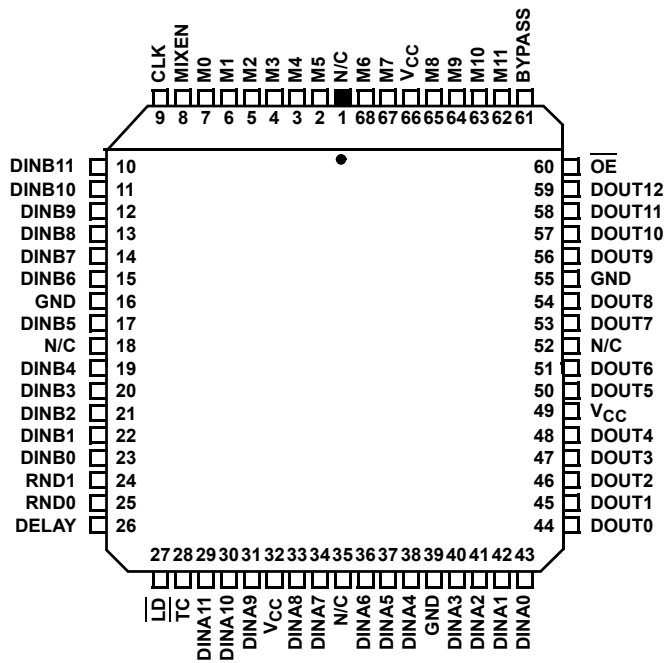 CLK MIXEN M0 M1 M2 M3 M4 M5 N/C M6 M7 VCC M8 M9 M10 M11 BYPASS
9 8 7 6 5 4 3 2 1 68 67 66 65 64 63 62 61
DINB11 10 60 OE
DINB10 11 59 DOUT12
DINB9 12 58 DOUT11
DINB8 13 57 DOUT10
DINB7 14 56 DOUT9
DINB6 15 55 GND
GND 16 54 DOUT8
DINB5 17 53 DOUT7
N/C 18 52 N/C
DINB4 19 51 DOUT6
DINB3 20 50 DOUT5
DINB2 21 49 VCC
DINB1 22 48 DOUT4
DINB0 23 47 DOUT3
RND1 24 46 DOUT2
RND0 25 45 DOUT1
DELAY 26 44 DOUT0
27 28 29 30 31 32 33 34 35 36 37 38 39 40 41 42 43
LD TC DINA11 DINA10 DINA9 VCC DINA8 DINA7 N/C DINA6 DINA5 DINA4 GND DINA3 DINA2 DINA1 DINA0